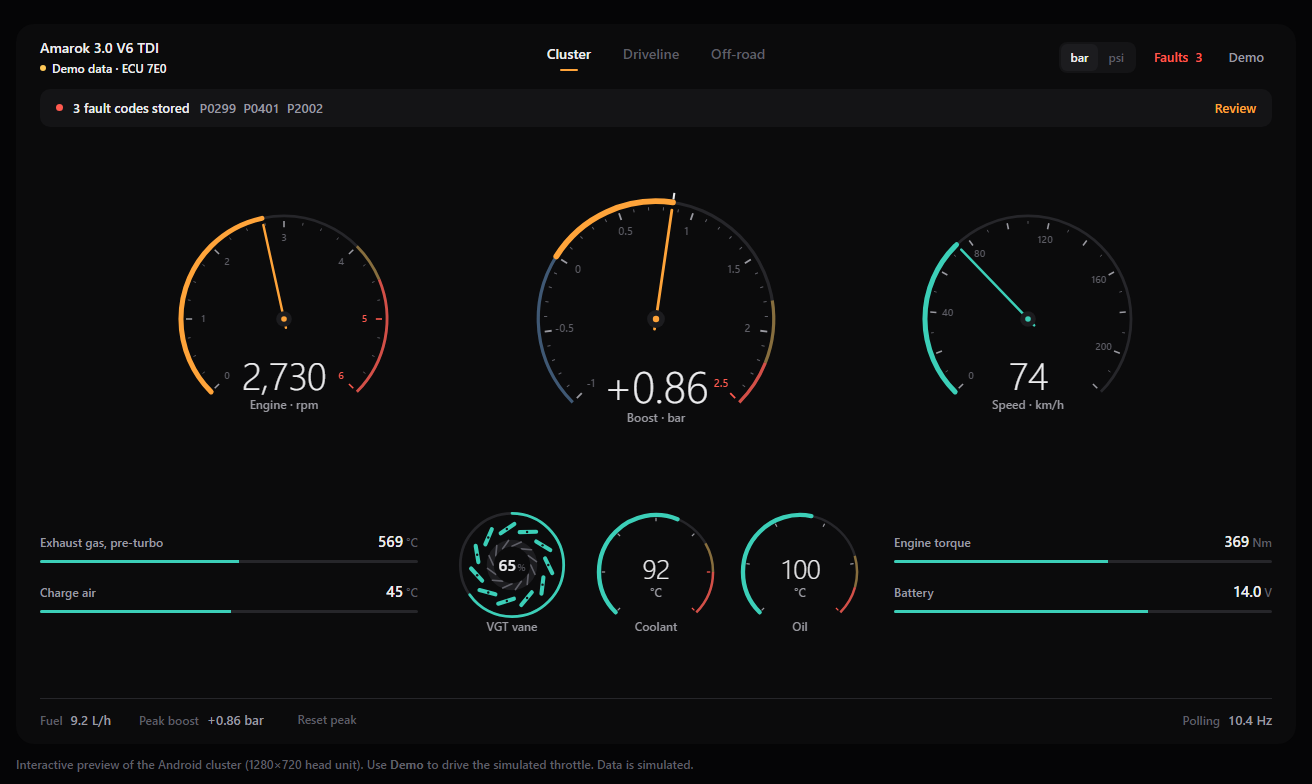 Amarok 3.0 V6 TDI
Demo data · ECU 7E0
Cluster Driveline Off-road
bar psi Faults 3 Demo
3 fault codes stored P0299 P0401 P2002
Review
0 1 2 3 4 5 6
2,730
Engine · rpm
-1 -0.5 0 0.5 1 1.5 2 2.5
+0.86
Boost · bar
0 40 80 120 160 200
74
Speed · km/h
Exhaust gas, pre-turbo 569 °C
Charge air 45 °C
65%
VGT vane
92
°C
Coolant
100
°C
Oil
Engine torque 369 Nm
Battery 14.0 V
Fuel 9.2 L/h Peak boost +0.86 bar Reset peak
Polling 10.4 Hz
Interactive preview of the Android cluster (1280×720 head unit). Use Demo to drive the simulated throttle. Data is simulated.